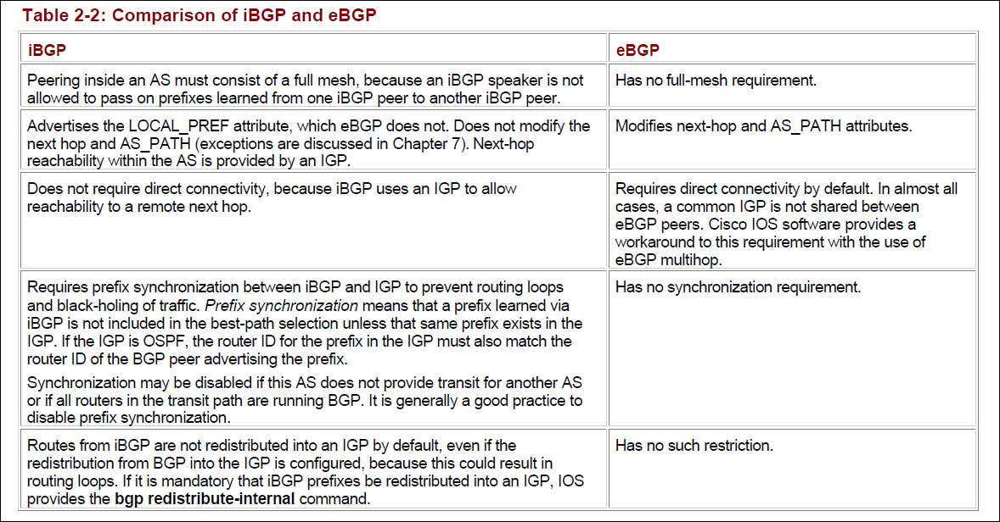 Table 2-2: Comparison of iBGP and eBGP
iBGP
eBGP
Peering inside an AS must consist of a full mesh, because an iBGP speaker is not
allowed to pass on prefixes learned from one iBGP peer to another iBGP peer.
Has no full-mesh requirement.
Advertises the LOCAL_PREF attribute, which eBGP does not. Does not modify the
next hop and AS_PATH (exceptions are discussed in Chapter 7). Next-hop
reachability within the AS is provided by an IGP.
Modifies next-hop and AS_PATH attributes.
Does not require direct connectivity, because iBGP uses an IGP to allow
reachability to a remote next hop.
Requires direct connectivity by default. In almost all
cases, a common IGP is not shared between
eBGP peers. Cisco IOS software provides a
workaround to this requirement with the use of
eBGP multihop.
Requires prefix synchronization between iBGP and IGP to prevent routing loops
and black-holing of traffic. Prefix synchronization means that a prefix learned via
iBGP is not included in the best-path selection unless that same prefix exists in the
IGP. If the IGP is OSPF, the router ID for the prefix in the IGP must also match the
router ID of the BGP peer advertising the prefix.
Synchronization may be disabled if this AS does not provide transit for another AS
or if all routers in the transit path are running BGP. It is generally a good practice to
disable prefix synchronization.
Has no synchronization requirement.
Routes from iBGP are not redistributed into an IGP by default, even if the
redistribution from BGP into the IGP is configured, because this could result in
routing loops. If it is mandatory that iBGP prefixes be redistributed into an IGP, IOS
provides the bgp redistribute-internal command.
Has no such restriction.